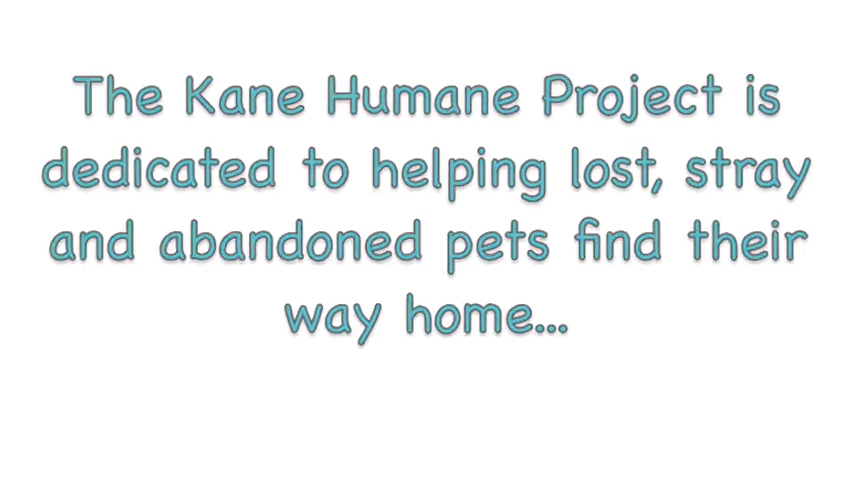 The Kane Humane Project is
dedicated to helping lost, stray
and abandoned pets find their
way home...